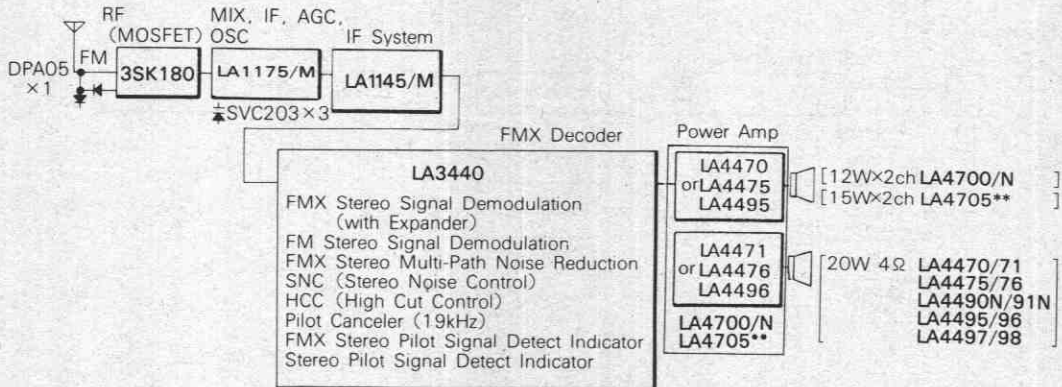 RF
(MOSFET)
MIX, IF, AGC,
OSC
IF System
FM
DPA05
×1
3SK180
LA1175/M
LA1145/M
SVC203×3
FMX Decoder
Power Amp
LA3440
FMX Stereo Signal Demodulation
(with Expander)
FM Stereo Signal Demodulation
FMX Stereo Multi-Path Noise Reduction
SNC (Stereo Noise Control)
HCC (High Cut Control)
Pilot Canceler (19kHz)
FMX Stereo Pilot Signal Detect Indicator
Stereo Pilot Signal Detect Indicator
LA4470
or LA4475
LA4495
[12W×2ch LA4700/N ]
[15W×2ch LA4705** ]
LA4471
or LA4476
LA4496
LA4700/N
LA4705**
[20W 4Ω LA4470/71
LA4475/76
LA4490N/91N
LA4495/96
LA4497/98 ]